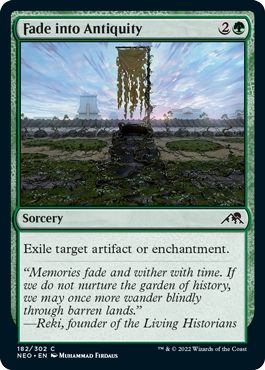 Fade into Antiquity 2
Sorcery
Exile target artifact or enchantment.
“Memories fade and wither with time. If
we do not nurture the garden of history,
we may once more wander blindly
through barren lands.”
—Reki, founder of the Living Historians
182/302 C
NEO • EN Muhammad Firdaus
™ & © 2022 Wizards of the Coast